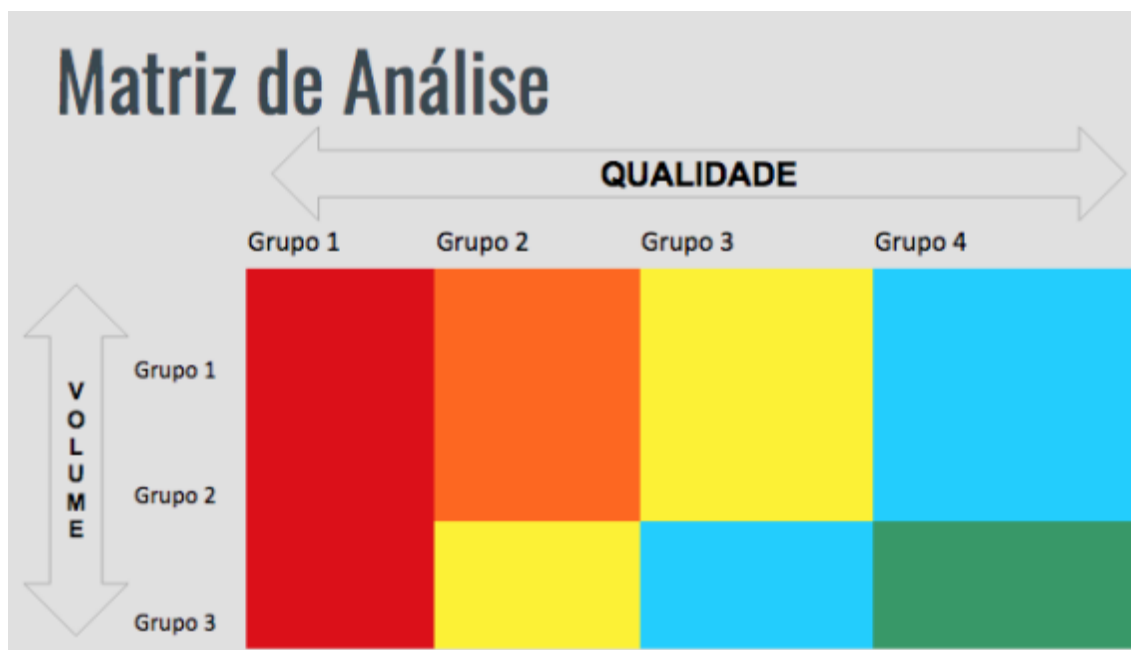 Matriz de Análise
QUALIDADE
Grupo 1 Grupo 2 Grupo 3 Grupo 4
VOLUME
Grupo 1
Grupo 2
Grupo 3